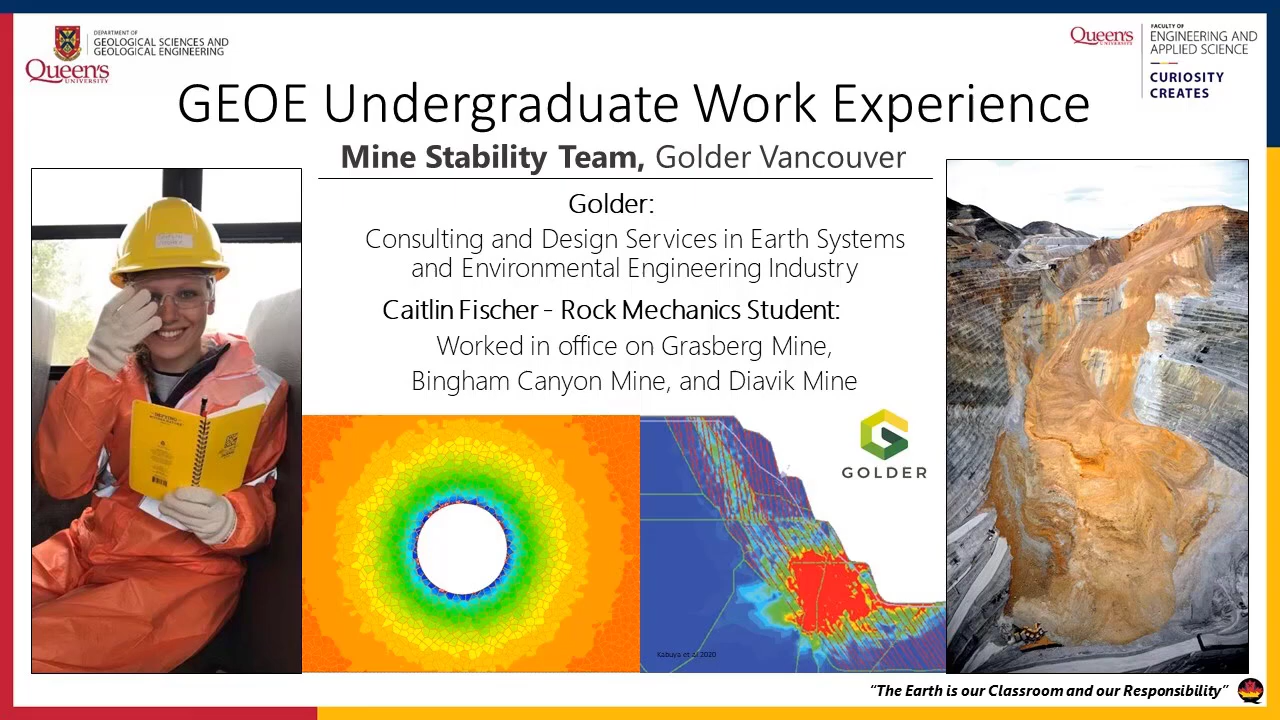 DEPARTMENT OF
GEOLOGICAL SCIENCES AND
GEOLOGICAL ENGINEERING
Queen's
UNIVERSITY
Queen's
UNIVERSITY
FACULTY OF
ENGINEERING AND
APPLIED SCIENCE
CURIOSITY
CREATES
GEOE Undergraduate Work Experience
Mine Stability Team, Golder Vancouver
Golder:
Consulting and Design Services in Earth Systems
and Environmental Engineering Industry
Caitlin Fischer - Rock Mechanics Student:
Worked in office on Grasberg Mine,
Bingham Canyon Mine, and Diavik Mine
GOLDER
Kabuya et al 2020
“The Earth is our Classroom and our Responsibility”